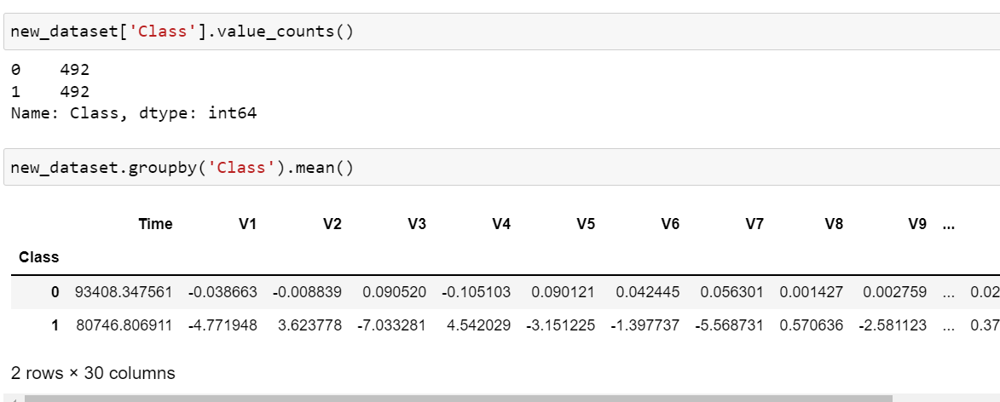 new_dataset['Class'].value_counts()
0    492
1    492
Name: Class, dtype: int64
new_dataset.groupby('Class').mean()
Time V1 V2 V3 V4 V5 V6 V7 V8 V9 ...
Class
0 93408.347561 -0.038663 -0.008839 0.090520 -0.105103 0.090121 0.042445 0.056301 0.001427 0.002759 ... 0.02
1 80746.806911 -4.771948 3.623778 -7.033281 4.542029 -3.151225 -1.397737 -5.568731 0.570636 -2.581123 ... 0.37
2 rows × 30 columns